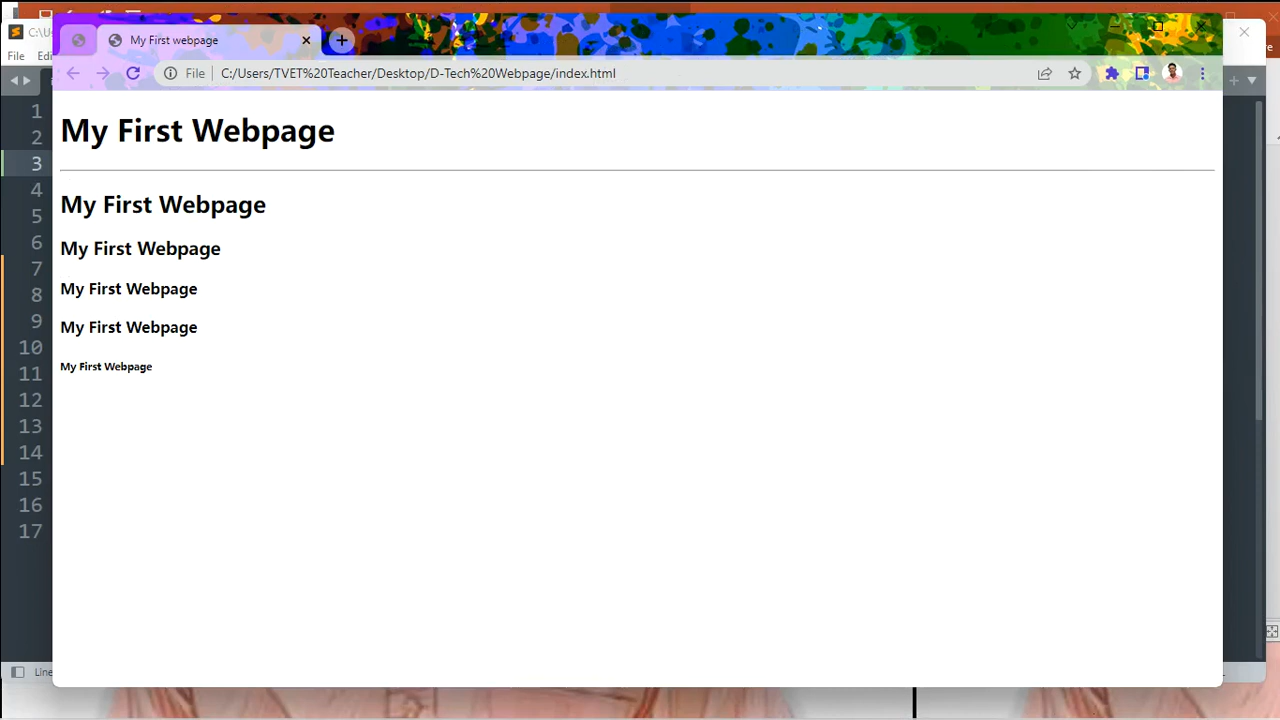 C:\U
My First webpage
File Edi
File C:/Users/TVET%20Teacher/Desktop/D-Tech%20Webpage/index.html
1
2
3
4
5
6
7
8
9
10
11
12
13
14
15
16
17
My First Webpage
My First Webpage
My First Webpage
My First Webpage
My First Webpage
My First Webpage
Line